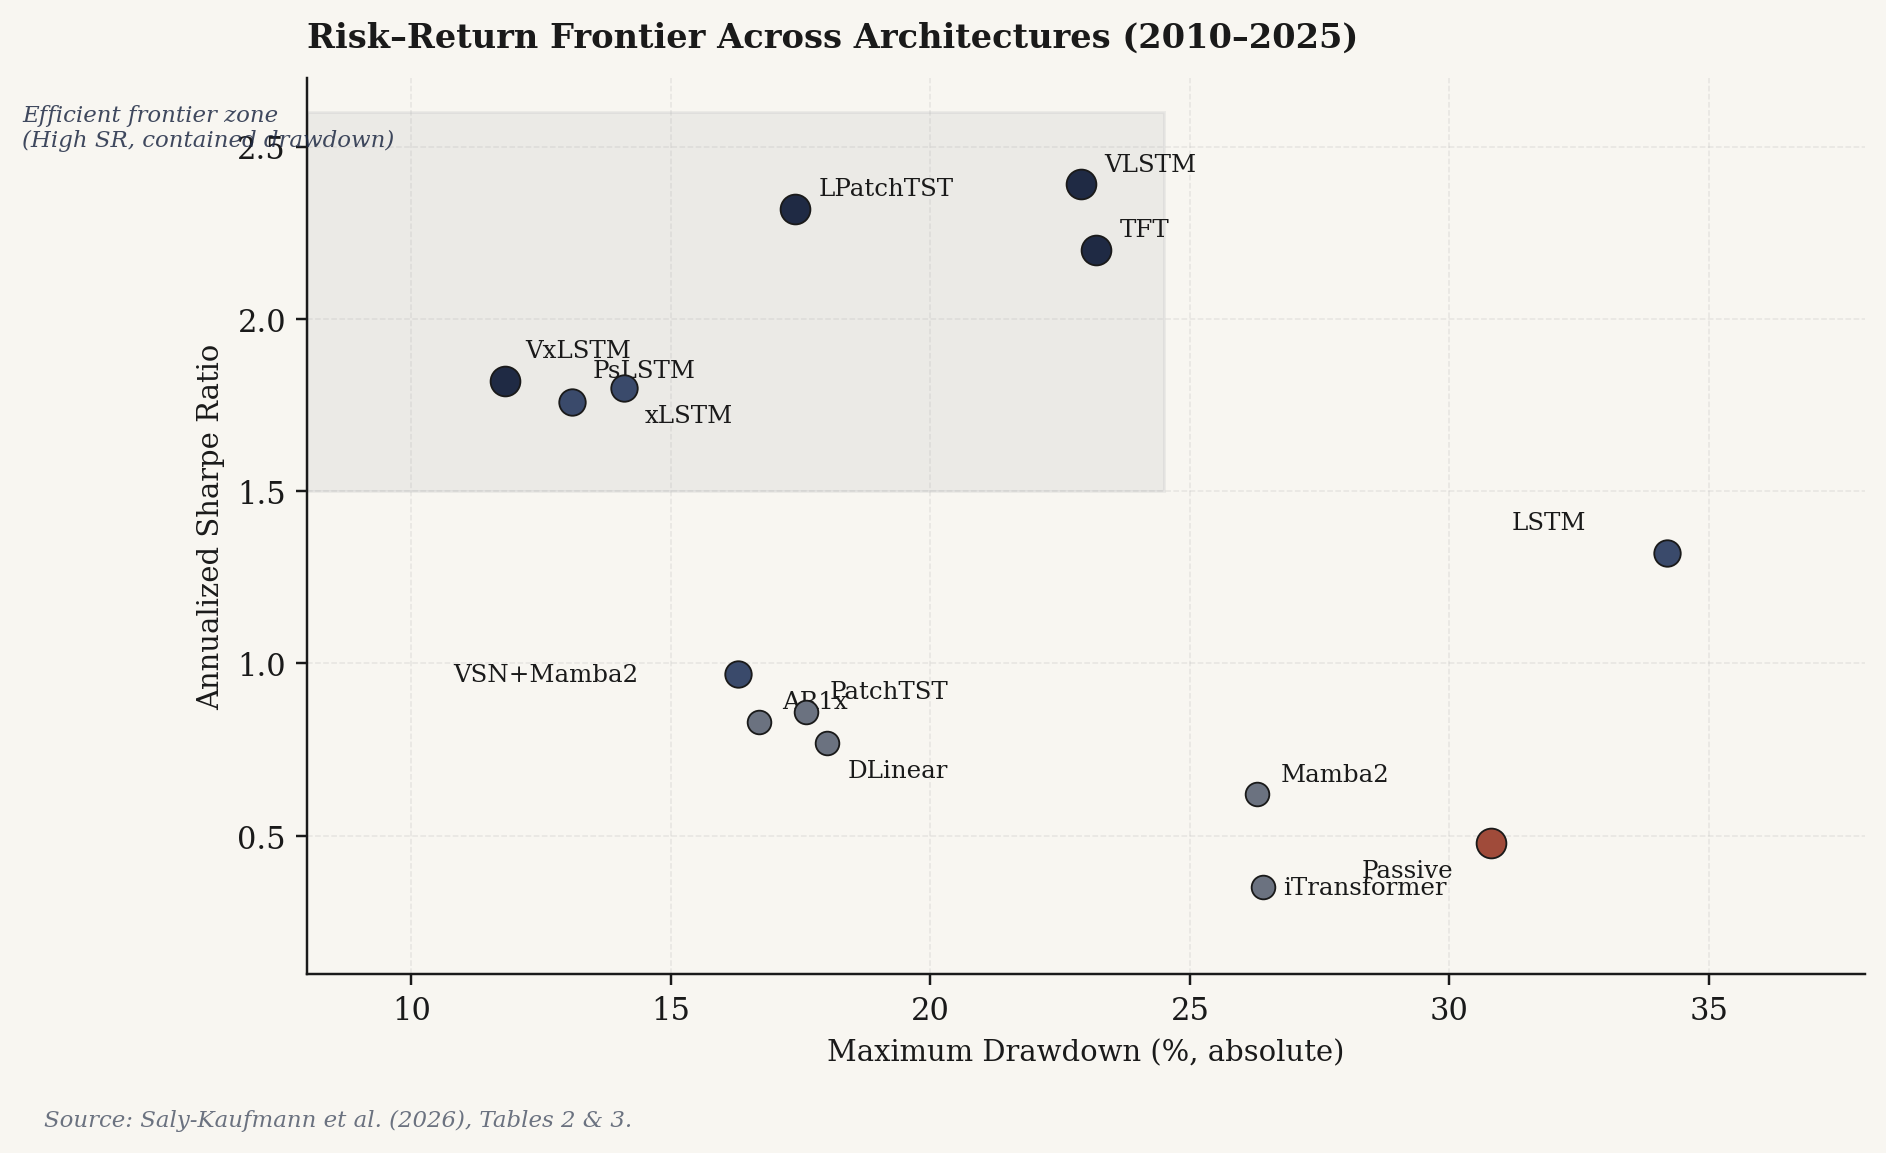 Risk–Return Frontier Across Architectures (2010–2025)
Efficient frontier zone
(High SR, contained drawdown)
2.5
2.0
1.5
1.0
0.5
Annualized Sharpe Ratio
VLSTM
LPatchTST
TFT
VxLSTM
PsLSTM
xLSTM
LSTM
VSN+Mamba2
PatchTST
AR1x
DLinear
Mamba2
Passive
iTransformer
10
15
20
25
30
35
Maximum Drawdown (%, absolute)
Source: Saly-Kaufmann et al. (2026), Tables 2 & 3.